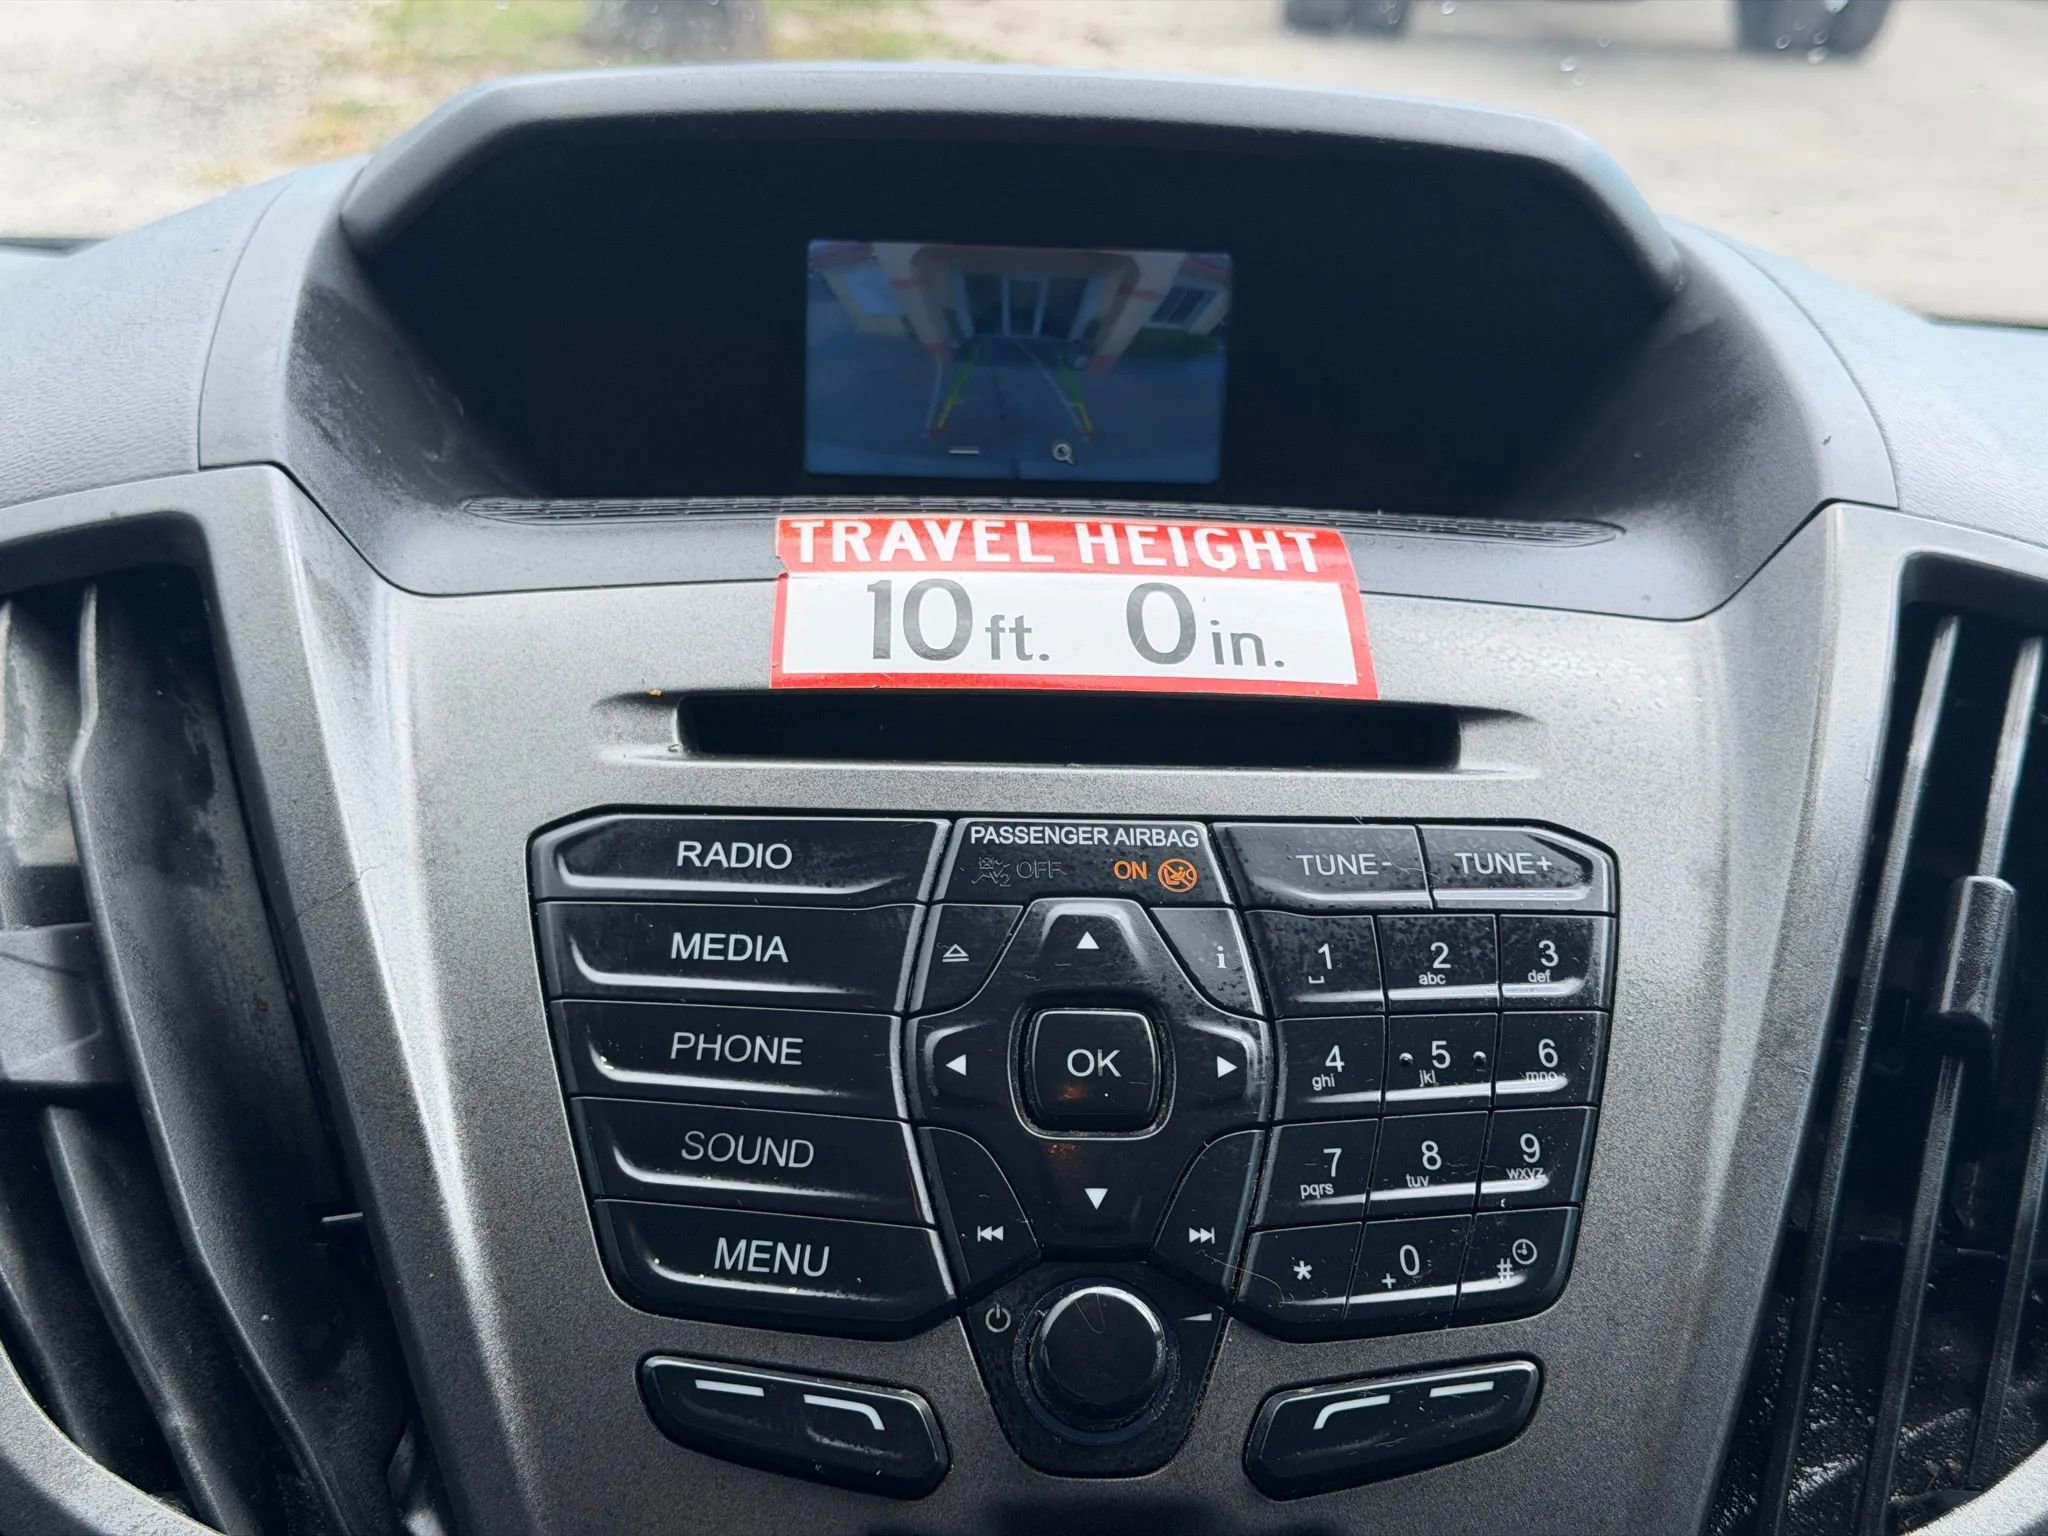 TRAVEL HEIGHT
10 ft. 0 in.
RADIO
PASSENGER AIRBAG
OFF ON
TUNE- TUNE+
MEDIA
i
1 2 abc 3 def
PHONE
OK
4 ghi 5 jkl 6 mno
SOUND
7 pqrs 8 tuv 9 wxyz
MENU
* 0 + #